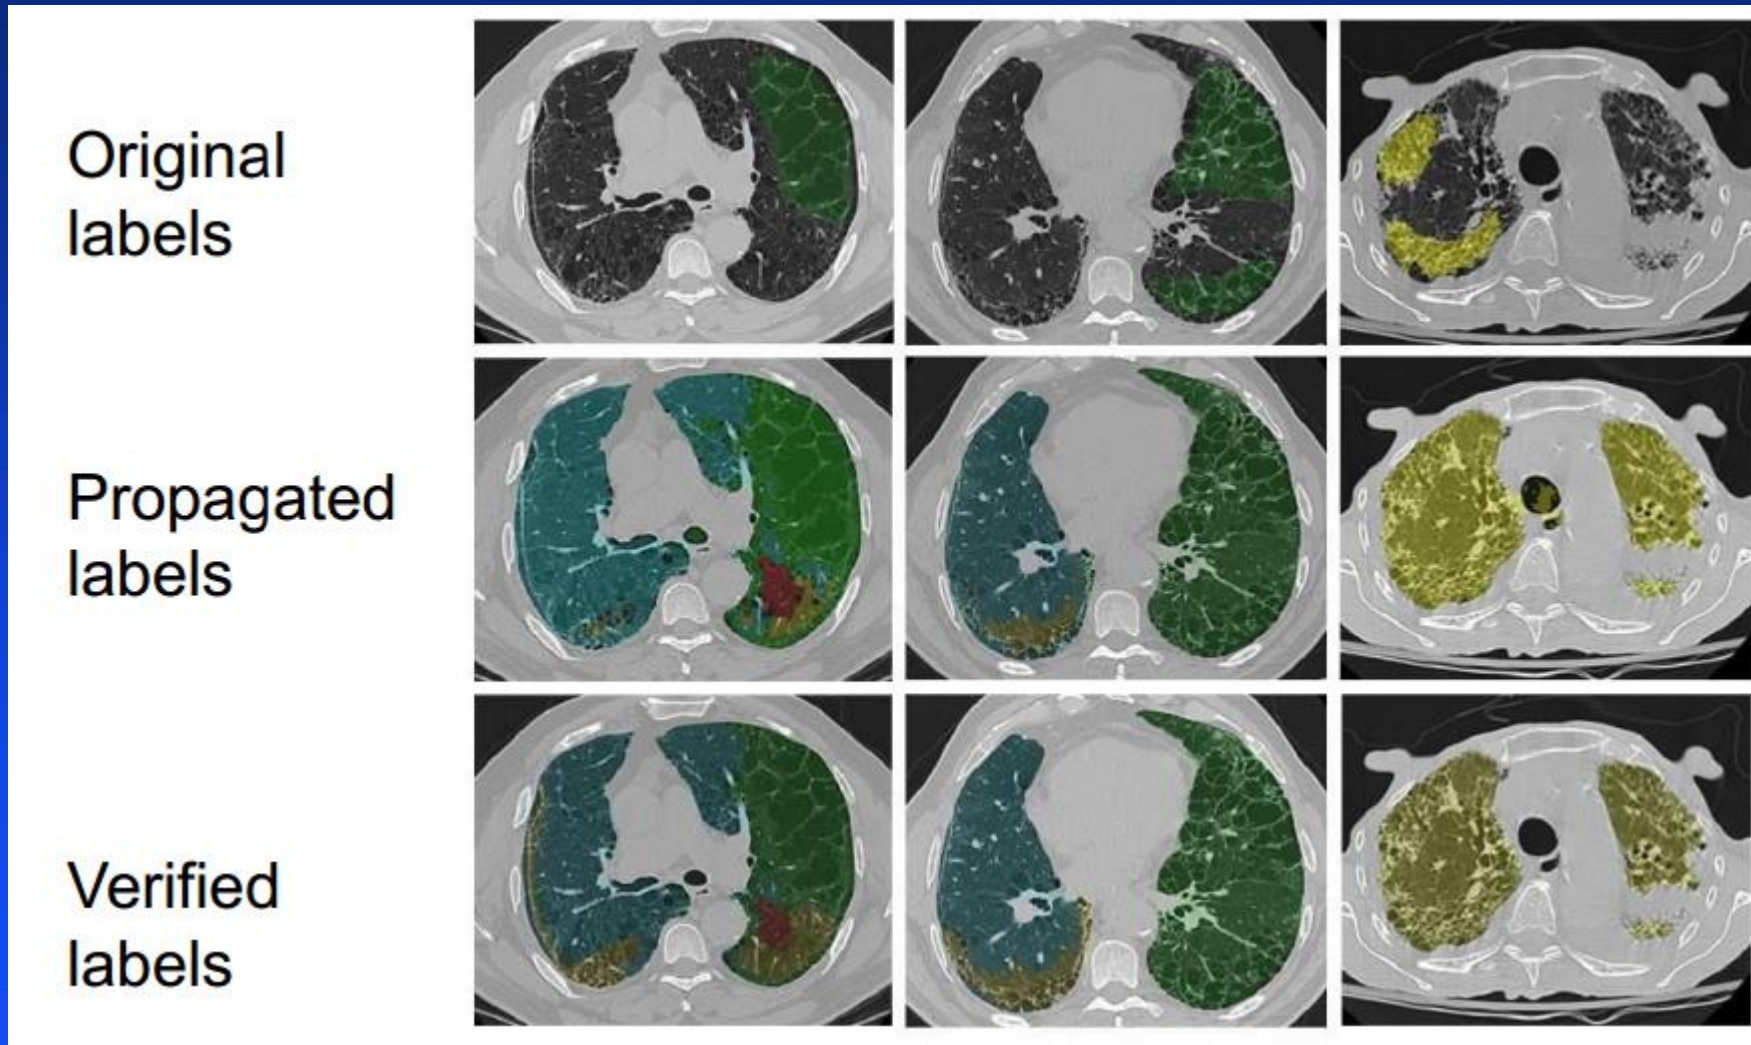 Original
labels
Propagated
labels
Verified
labels